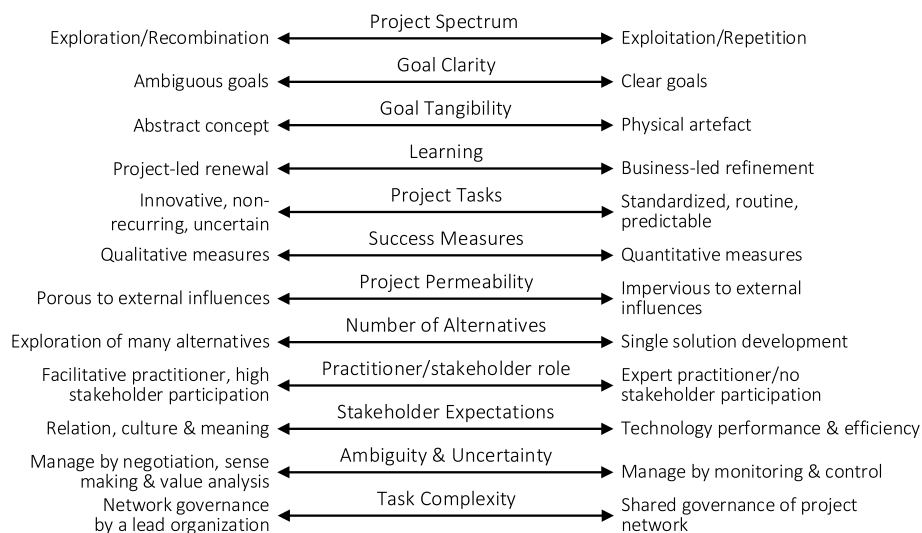 Project Spectrum
Exploration/Recombination
Exploitation/Repetition
Goal Clarity
Ambiguous goals
Clear goals
Goal Tangibility
Abstract concept
Physical artefact
Learning
Project-led renewal
Business-led refinement
Project Tasks
Innovative, non-
recurring, uncertain
Standardized, routine,
predictable
Success Measures
Qualitative measures
Quantitative measures
Project Permeability
Porous to external influences
Impervious to external
influences
Number of Alternatives
Exploration of many alternatives
Single solution development
Practitioner/stakeholder role
Facilitative practitioner, high
stakeholder participation
Expert practitioner/no
stakeholder participation
Stakeholder Expectations
Relation, culture & meaning
Technology performance & efficiency
Ambiguity & Uncertainty
Manage by negotiation, sense
making & value analysis
Manage by monitoring & control
Task Complexity
Network governance
by a lead organization
Shared governance of project
network